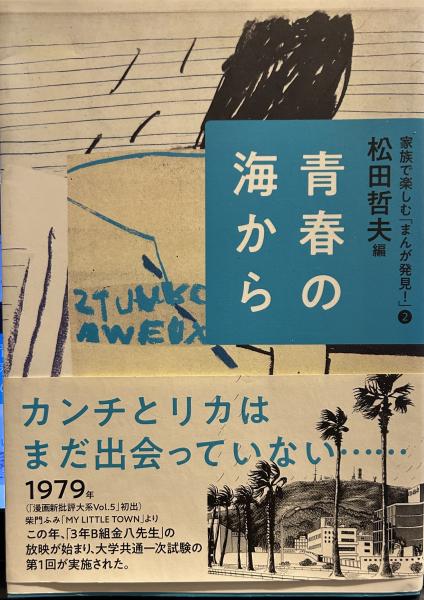 家族で楽しむ「まんが発見!」❷
松田哲夫 編
青春の
海から
カンチとリカは
まだ出会っていない……
1979年
(「漫画新批評大系Vol.5」初出)
柴門ふみ「MY LITTLE TOWN」より
この年、「3年B組金八先生」の
放映が始まり、大学共通一次試験の
第1回が実施された。